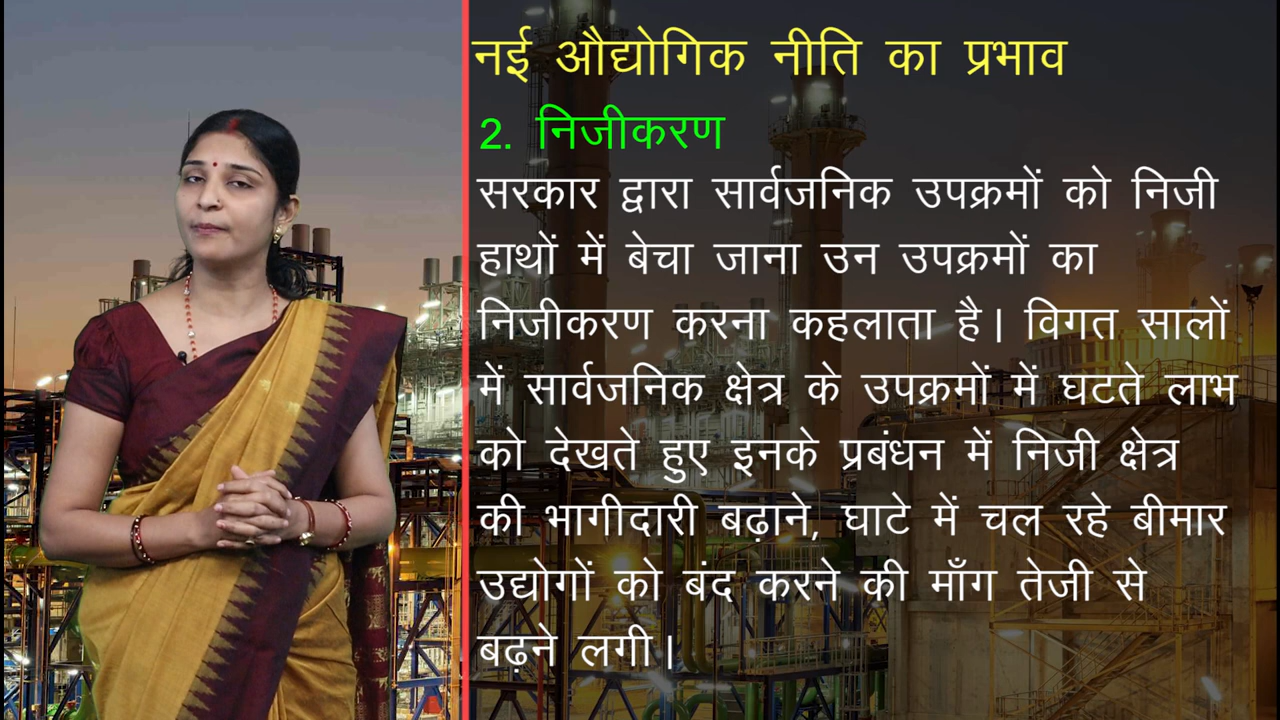 नई औद्योगिक नीति का प्रभाव
2. निजीकरण
सरकार द्वारा सार्वजनिक उपक्रमों को निजी
हाथों में बेचा जाना उन उपक्रमों का
निजीकरण करना कहलाता है। विगत सालों
में सार्वजनिक क्षेत्र के उपक्रमों में घटते लाभ
को देखते हुए इनके प्रबंधन में निजी क्षेत्र
की भागीदारी बढ़ाने, घाटे में चल रहे बीमार
उद्योगों को बंद करने की माँग तेजी से
बढ़ने लगी।